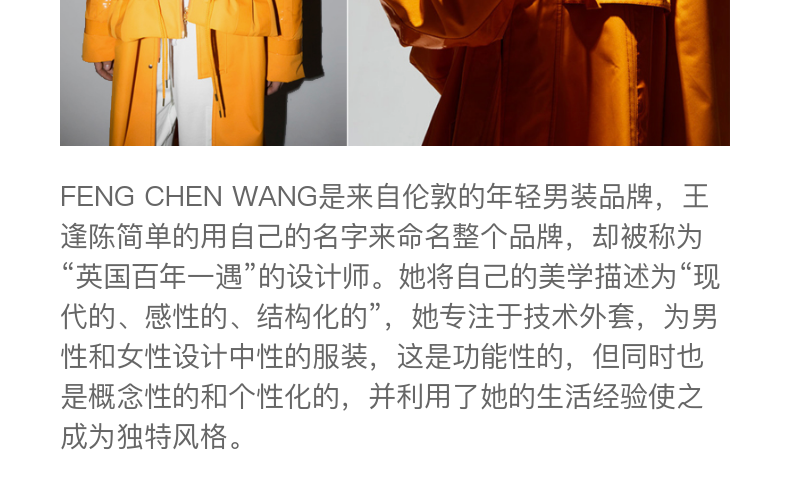 FENG CHEN WANG是来自伦敦的年轻男装品牌，王
逢陈简单的用自己的名字来命名整个品牌，却被称为
“英国百年一遇”的设计师。她将自己的美学描述为“现
代的、感性的、结构化的”，她专注于技术外套，为男
性和女性设计中性的服装，这是功能性的，但同时也
是概念性的和个性化的，并利用了她的生活经验使之
成为独特风格。